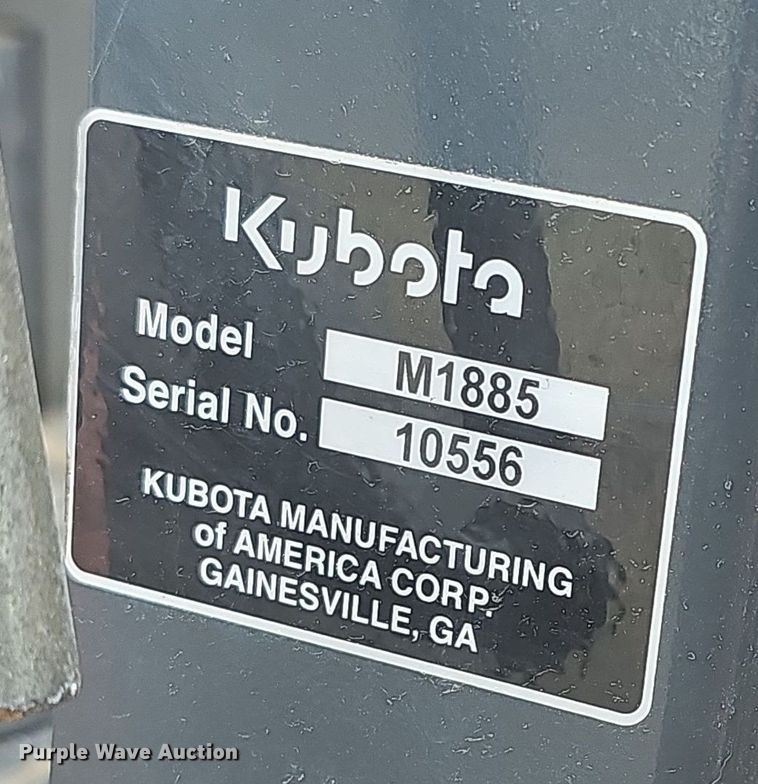 Kubota
Model M1885
Serial No. 10556
KUBOTA MANUFACTURING
of AMERICA CORP.
GAINESVILLE, GA
Purple Wave Auction